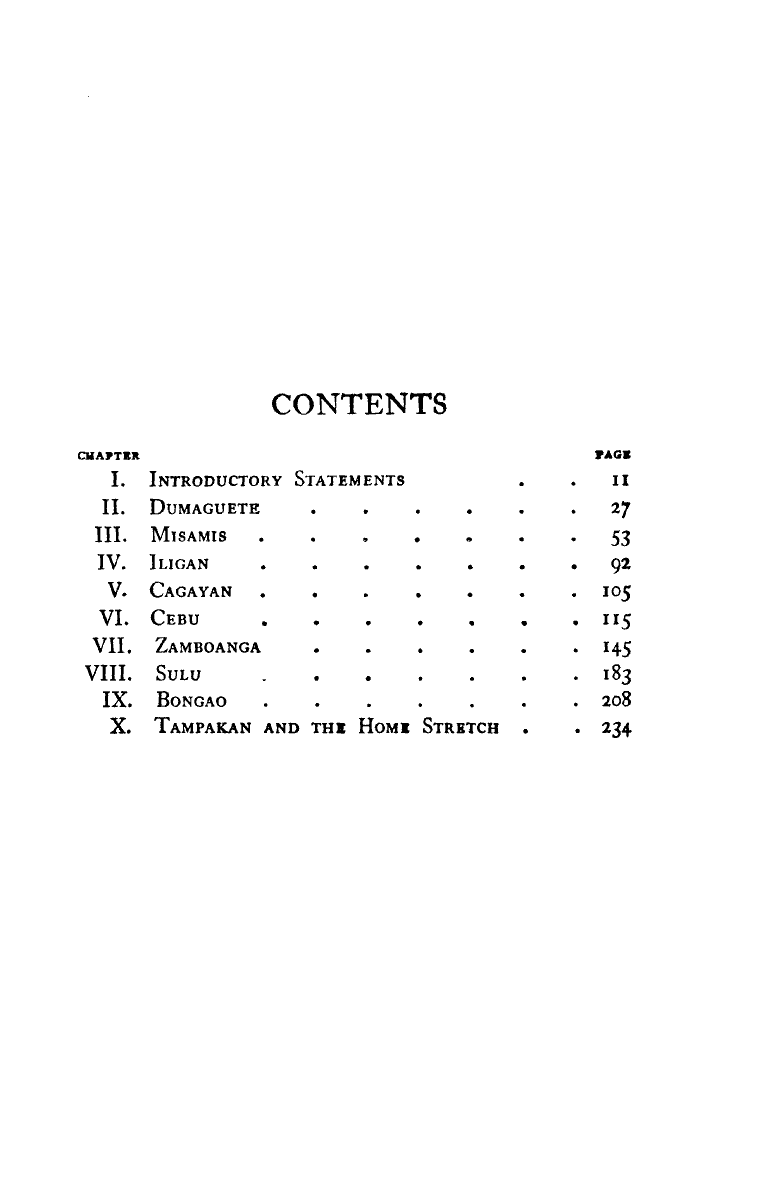 CONTENTS
CHAPTER PAGE
I. Introductory Statements . . 11
II. Dumaguete . . . . . . 27
III. Misamis . . . . . . . 53
IV. Iligan . . . . . . . 92
V. Cagayan . . . . . . . 105
VI. Cebu . . . . . . . 115
VII. Zamboanga . . . . . . 145
VIII. Sulu . . . . . . . 183
IX. Bongao . . . . . . . 208
X. Tampakan and the Home Stretch . . 234